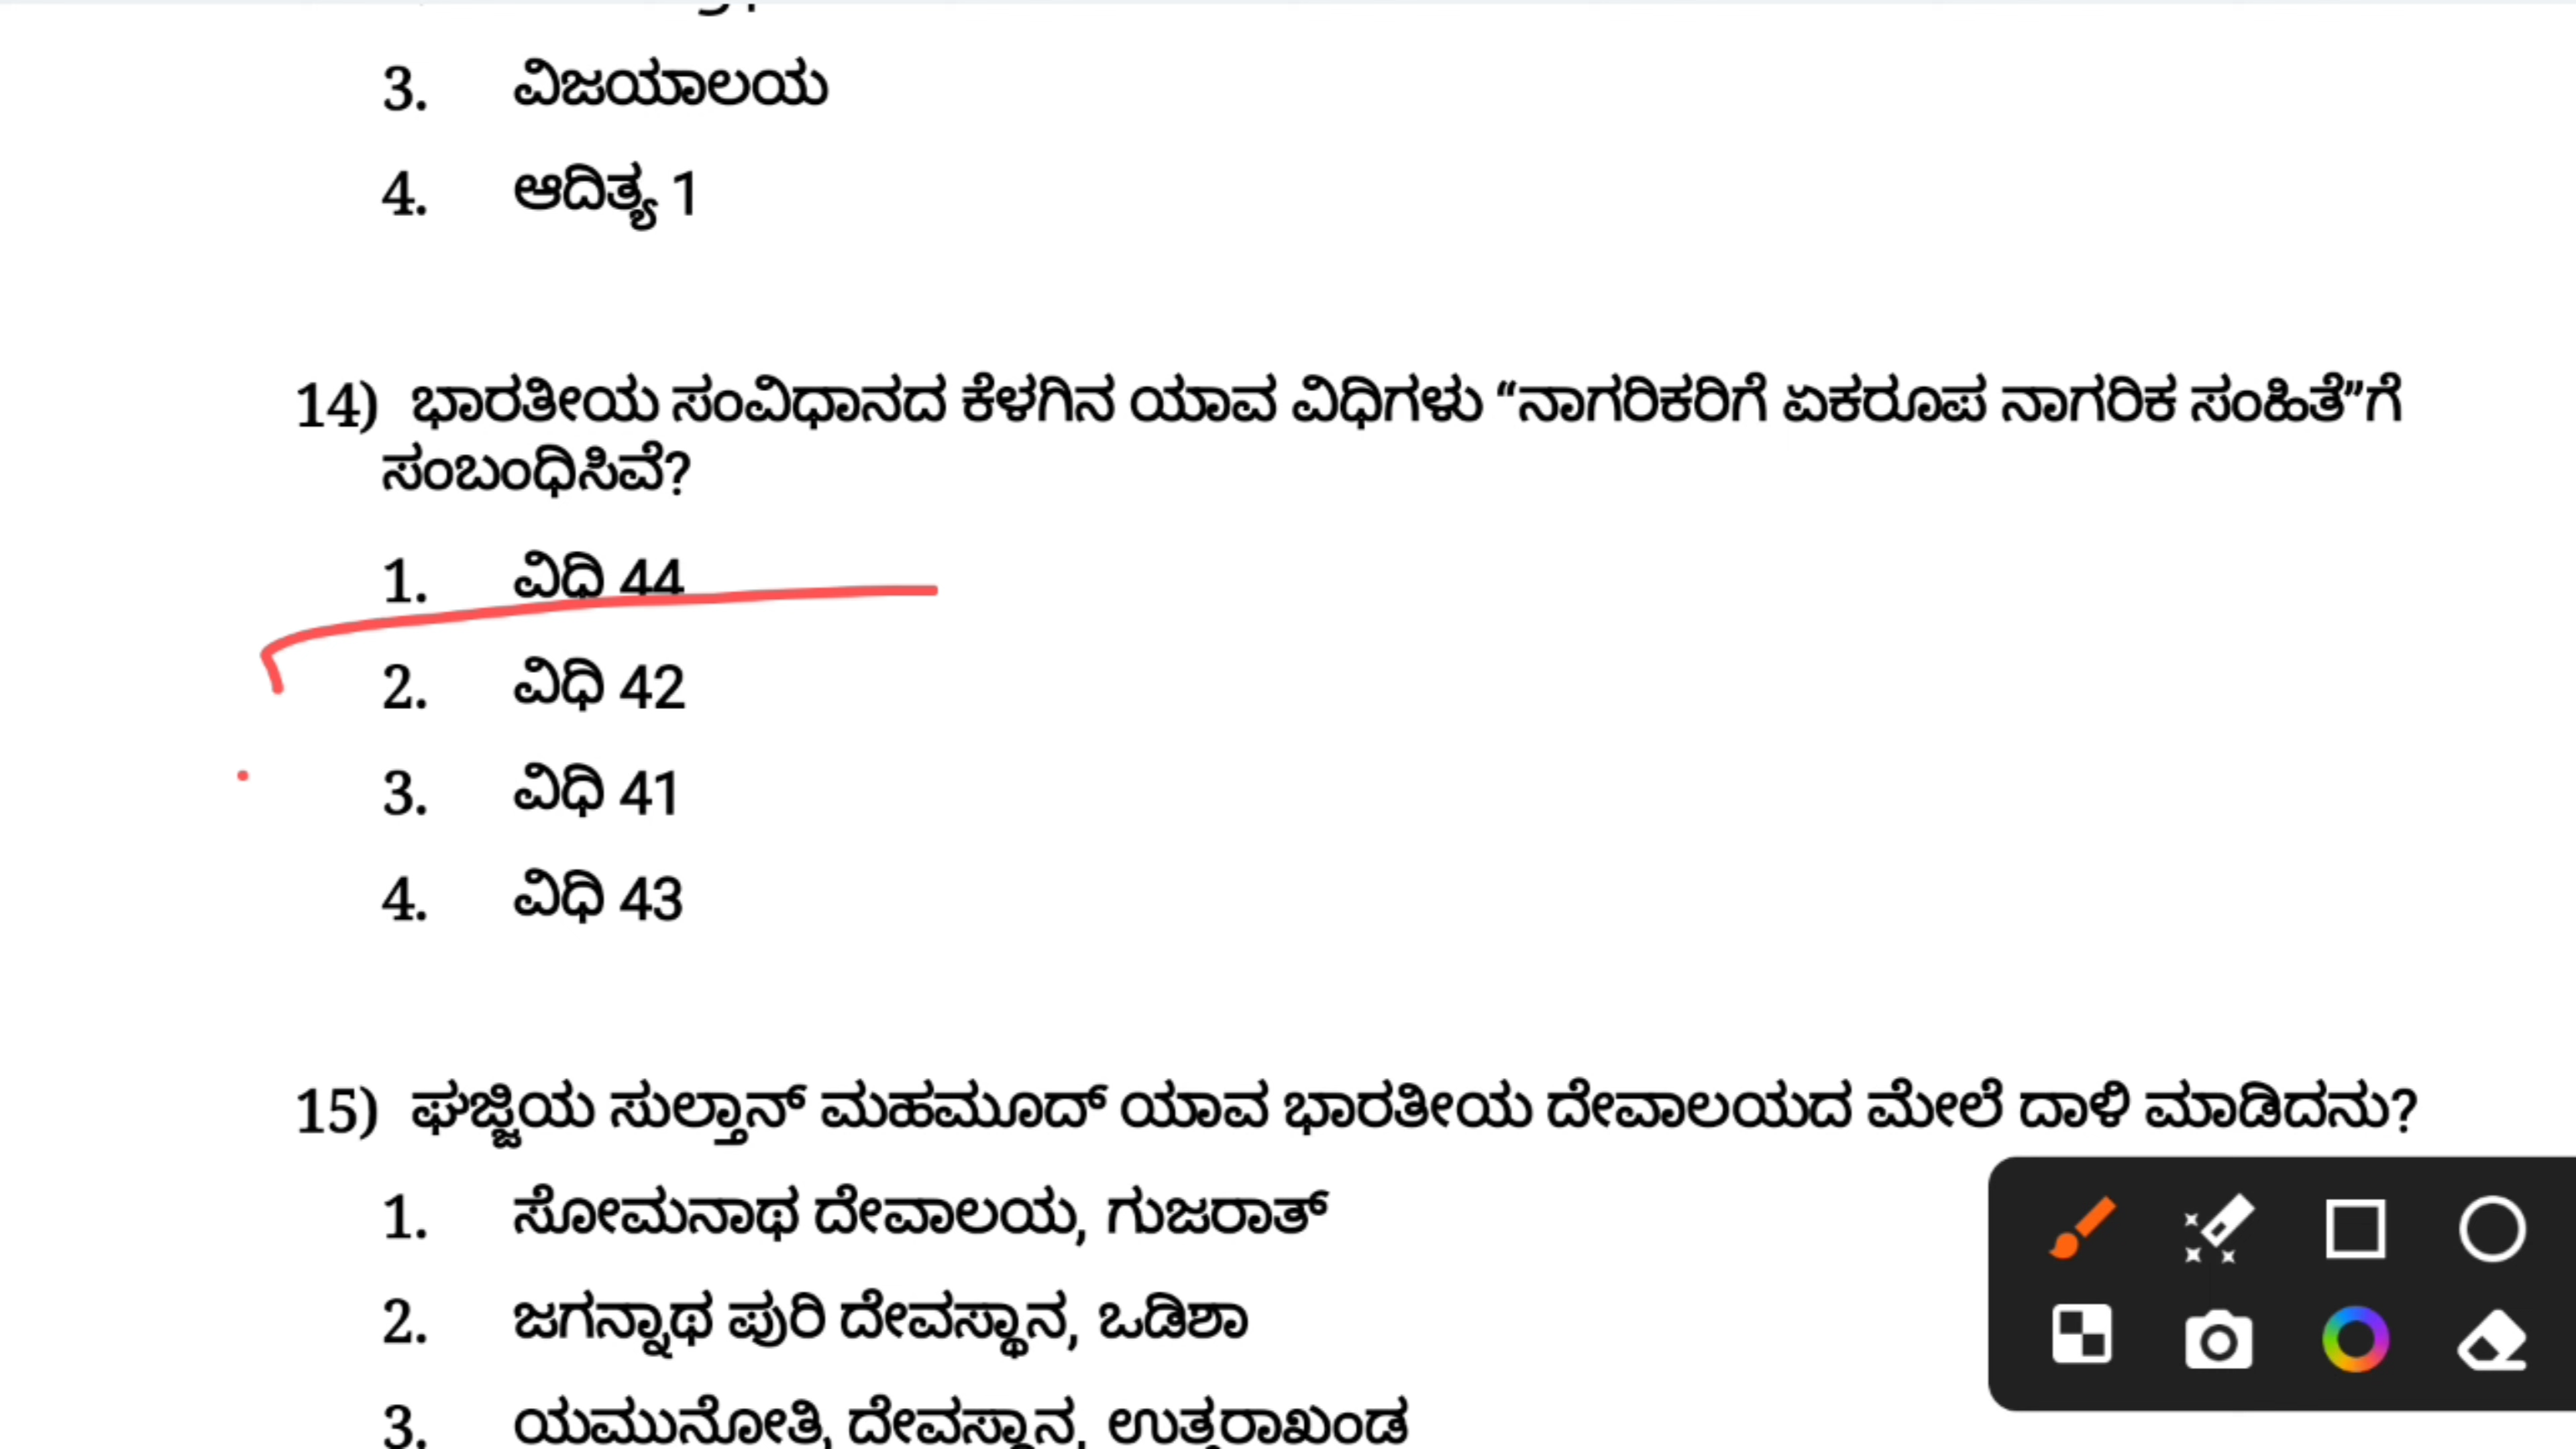 3. ವಿಜಯಾಲಯ
4. ಆದಿತ್ಯ 1
14) ಭಾರತೀಯ ಸಂವಿಧಾನದ ಕೆಳಗಿನ ಯಾವ ವಿಧಿಗಳು “ನಾಗರಿಕರಿಗೆ ಏಕರೂಪ ನಾಗರಿಕ ಸಂಹಿತೆ”ಗೆ
ಸಂಬಂಧಿಸಿವೆ?
1. ವಿಧಿ 44
2. ವಿಧಿ 42
3. ವಿಧಿ 41
4. ವಿಧಿ 43
15) ಘಜ್ಜಿಯ ಸುಲ್ತಾನ್ ಮಹಮೂದ್ ಯಾವ ಭಾರತೀಯ ದೇವಾಲಯದ ಮೇಲೆ ದಾಳಿ ಮಾಡಿದನು?
1. ಸೋಮನಾಥ ದೇವಾಲಯ, ಗುಜರಾತ್
2. ಜಗನ್ನಾಥ ಪುರಿ ದೇವಸ್ಥಾನ, ಒಡಿಶಾ
3. ಯಮುನೋತ್ರಿ ದೇವಸ್ಥಾನ, ಉತ್ತರಾಖಂಡ